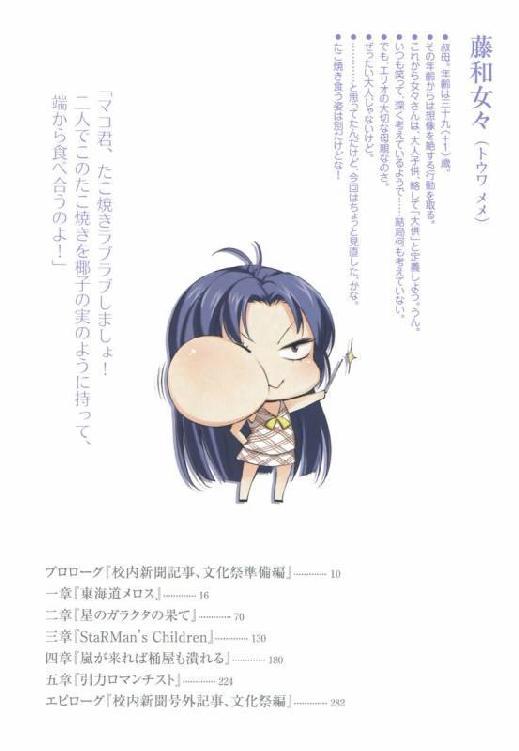 藤和女々（トウワ メメ）
●叔母。年齢は三十九（+1）歳。
●その年齢からは想像を絶する行動を取る。
●これから女々さんは、大人子供、略して「大供」と定義しよう。うん。
●いつも笑って、深く考えているようで……結局何も考えていない。
●でも、エリオの大切な母親なのさ。
●ぜったい大人じゃないけど。
●…………と思ってたんだけど、今回はちょっと見直した、かな。
●たこ焼き食う姿は別だけどな！
「マコ君、たこ焼きラブラブしましょ！
二人でこのたこ焼きを椰子の実のように持って、
端から食べ合うのよ！」
プロローグ『校内新聞記事、文化祭準備編』............ 10
一章『東海道メロス』............ 16
二章『星のガラクタの果て』............ 70
三章『StaRMan's Children』............ 130
四章『嵐が来れば桶屋も潰れる』............ 180
五章『引力ロマンチスト』............ 224
エピローグ『校内新聞号外記事、文化祭編』............ 282